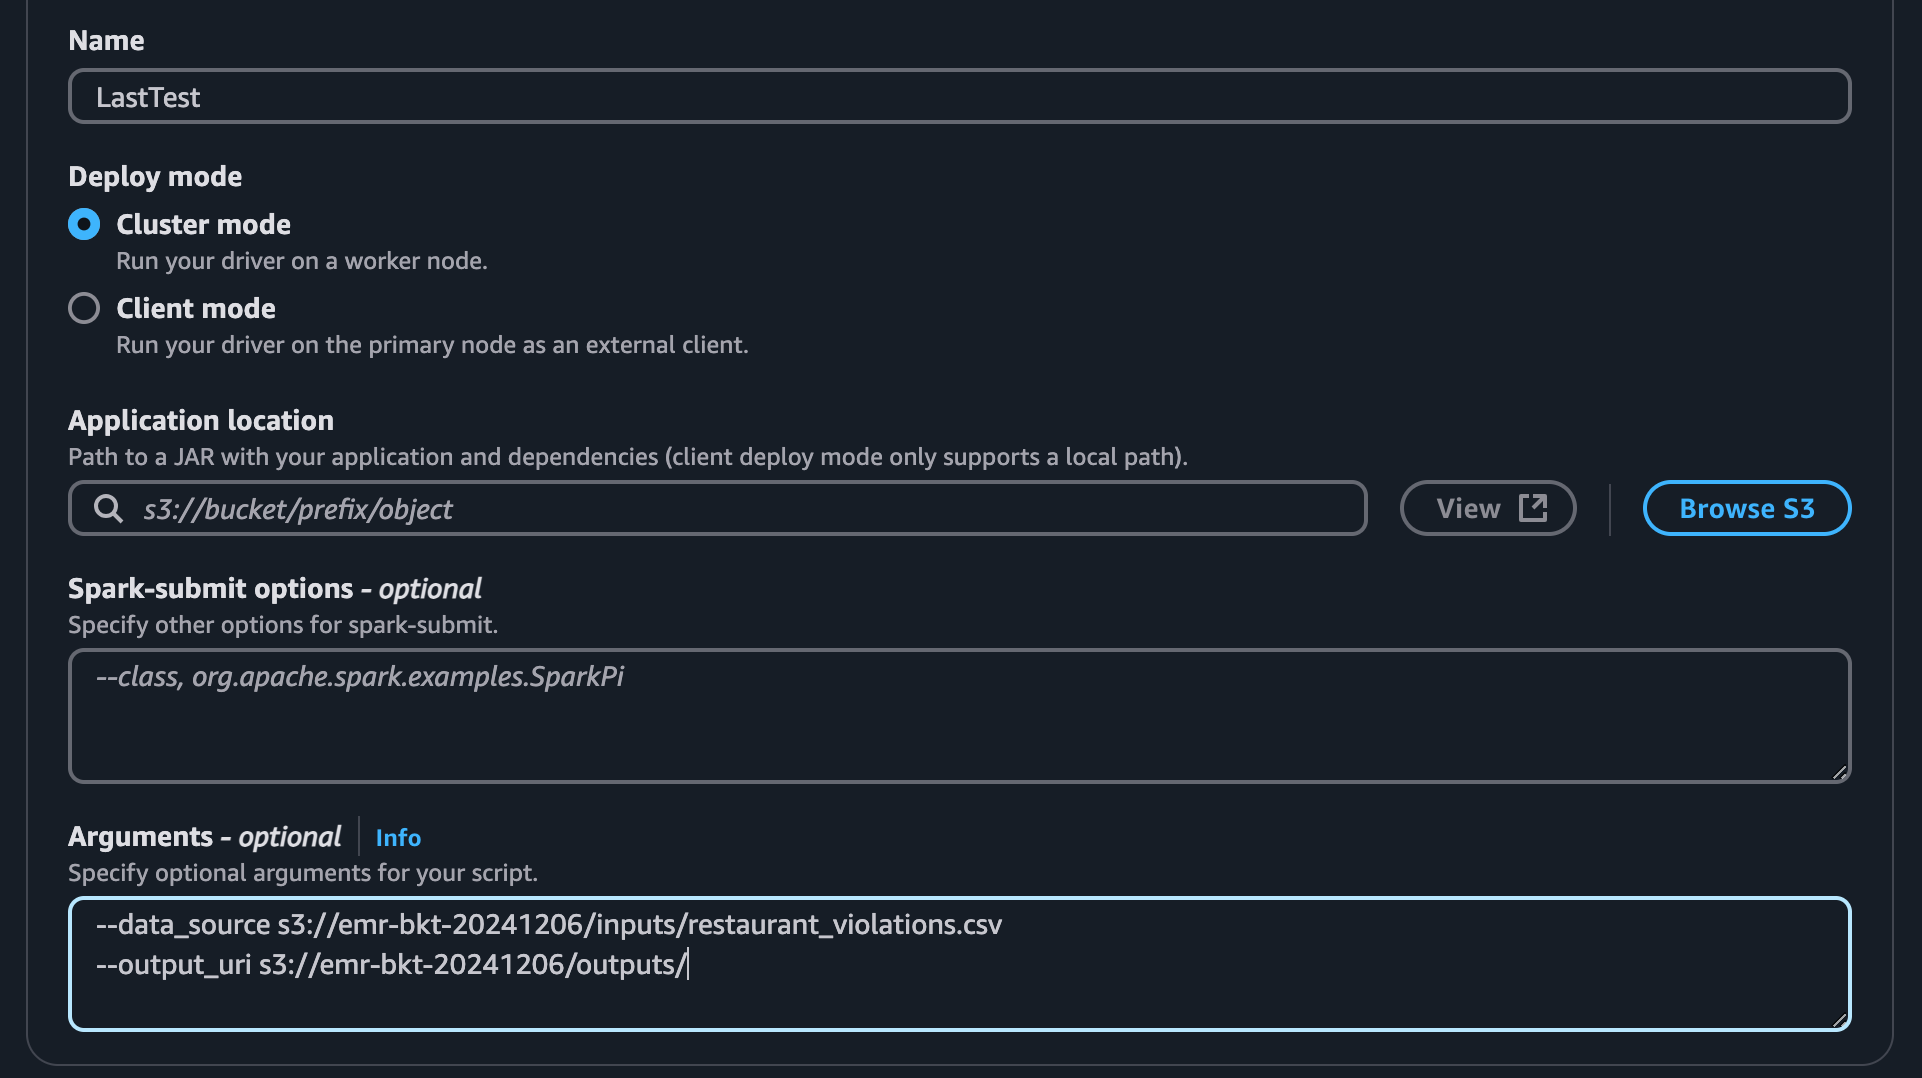 Name
LastTest
Deploy mode
Cluster mode
Run your driver on a worker node.
Client mode
Run your driver on the primary node as an external client.
Application location
Path to a JAR with your application and dependencies (client deploy mode only supports a local path).
s3://bucket/prefix/object
View
Browse S3
Spark-submit options - optional
Specify other options for spark-submit.
--class, org.apache.spark.examples.SparkPi
Arguments - optional
Info
Specify optional arguments for your script.
--data_source s3://emr-bkt-20241206/inputs/restaurant_violations.csv
--output_uri s3://emr-bkt-20241206/outputs/